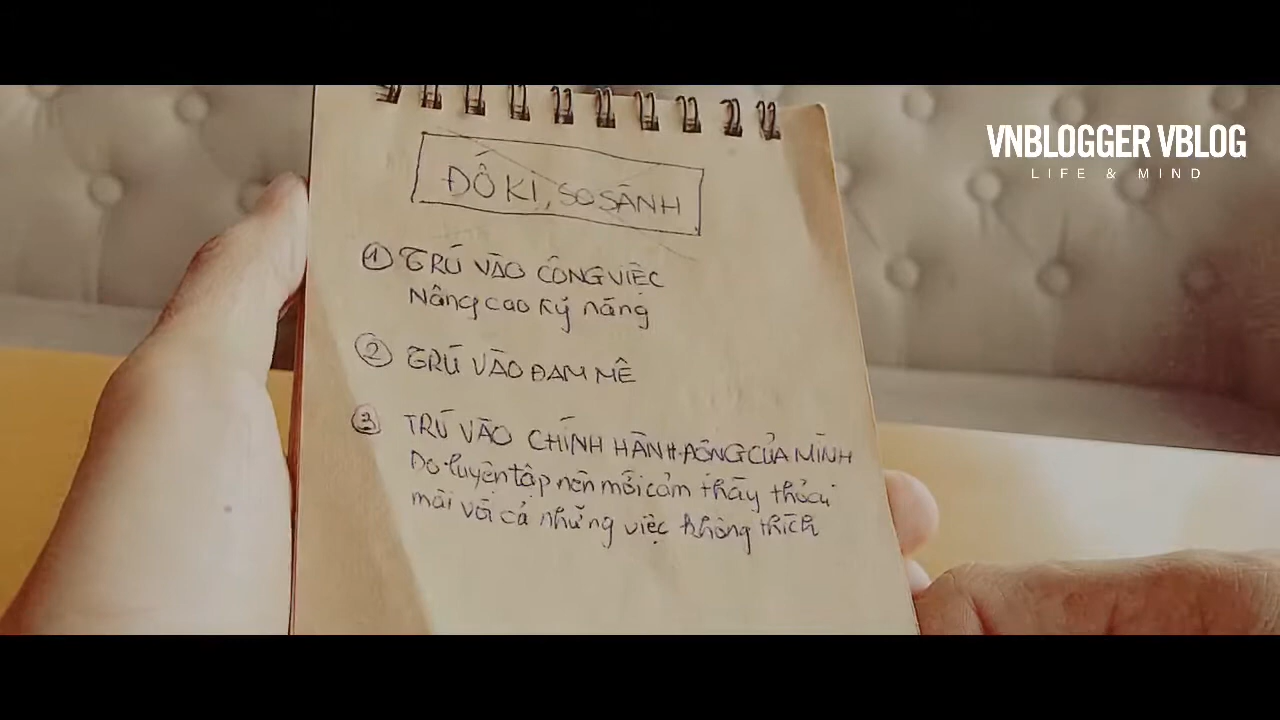 VNBLOGGER VBLOG
LIFE & MIND
ĐỐ KỊ, SO SÁNH
① TRÚ VÀO CÔNG VIỆC
Nâng cao kỹ năng
② TRÚ VÀO ĐAM MÊ
③ TRÚ VÀO CHÍNH HÀNH ĐỘNG CỦA MÌNH
Do luyện tập nên mới cảm thấy thoải
mái với cả những việc không thích